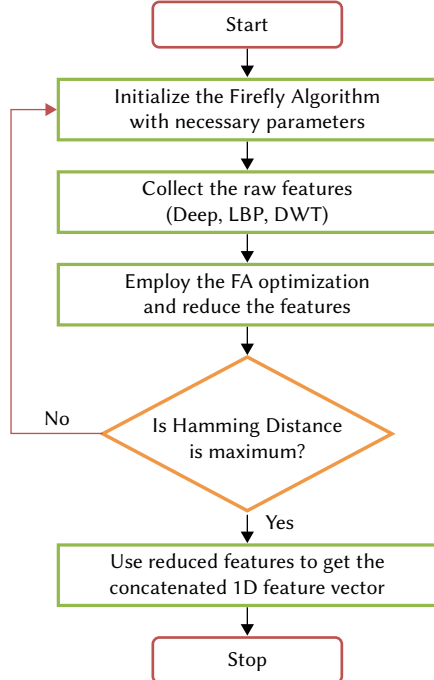 Start
Initialize the Firefly Algorithm
with necessary parameters
Collect the raw features
(Deep, LBP, DWT)
Employ the FA optimization
and reduce the features
No
Is Hamming Distance
is maximum?
Yes
Use reduced features to get the
concatenated 1D feature vector
Stop